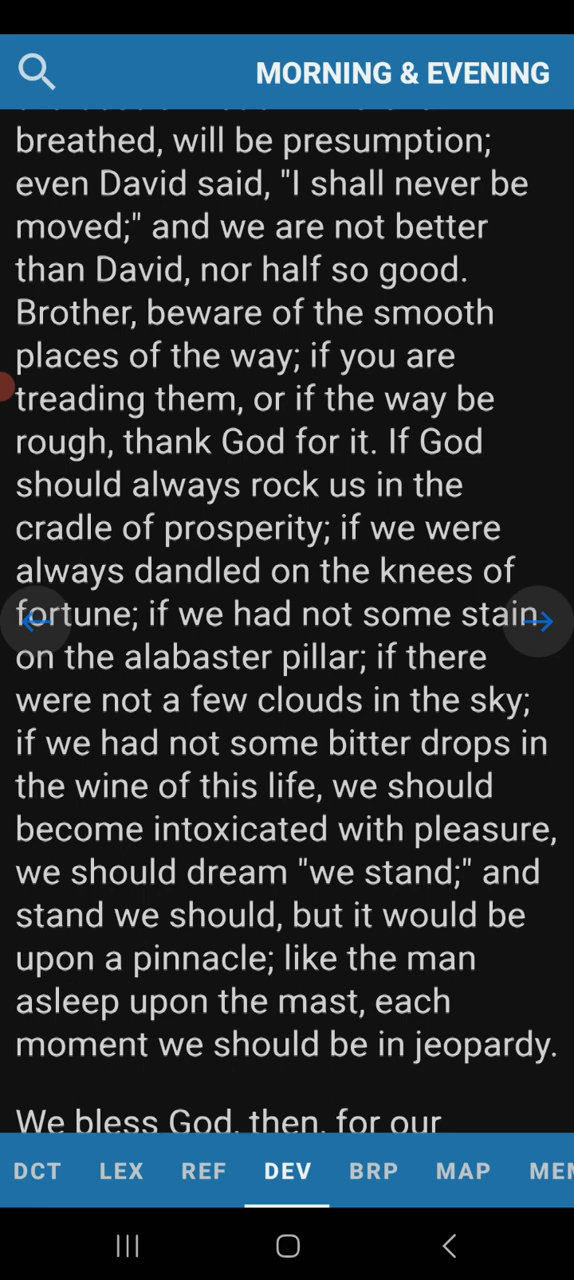 MORNING & EVENING
breathed, will be presumption;
even David said, "I shall never be
moved;" and we are not better
than David, nor half so good.
Brother, beware of the smooth
places of the way; if you are
treading them, or if the way be
rough, thank God for it. If God
should always rock us in the
cradle of prosperity; if we were
always dandled on the knees of
fortune; if we had not some stain
on the alabaster pillar; if there
were not a few clouds in the sky;
if we had not some bitter drops in
the wine of this life, we should
become intoxicated with pleasure,
we should dream "we stand;" and
stand we should, but it would be
upon a pinnacle; like the man
asleep upon the mast, each
moment we should be in jeopardy.
We bless God, then, for our
DCT LEX REF DEV BRP MAP